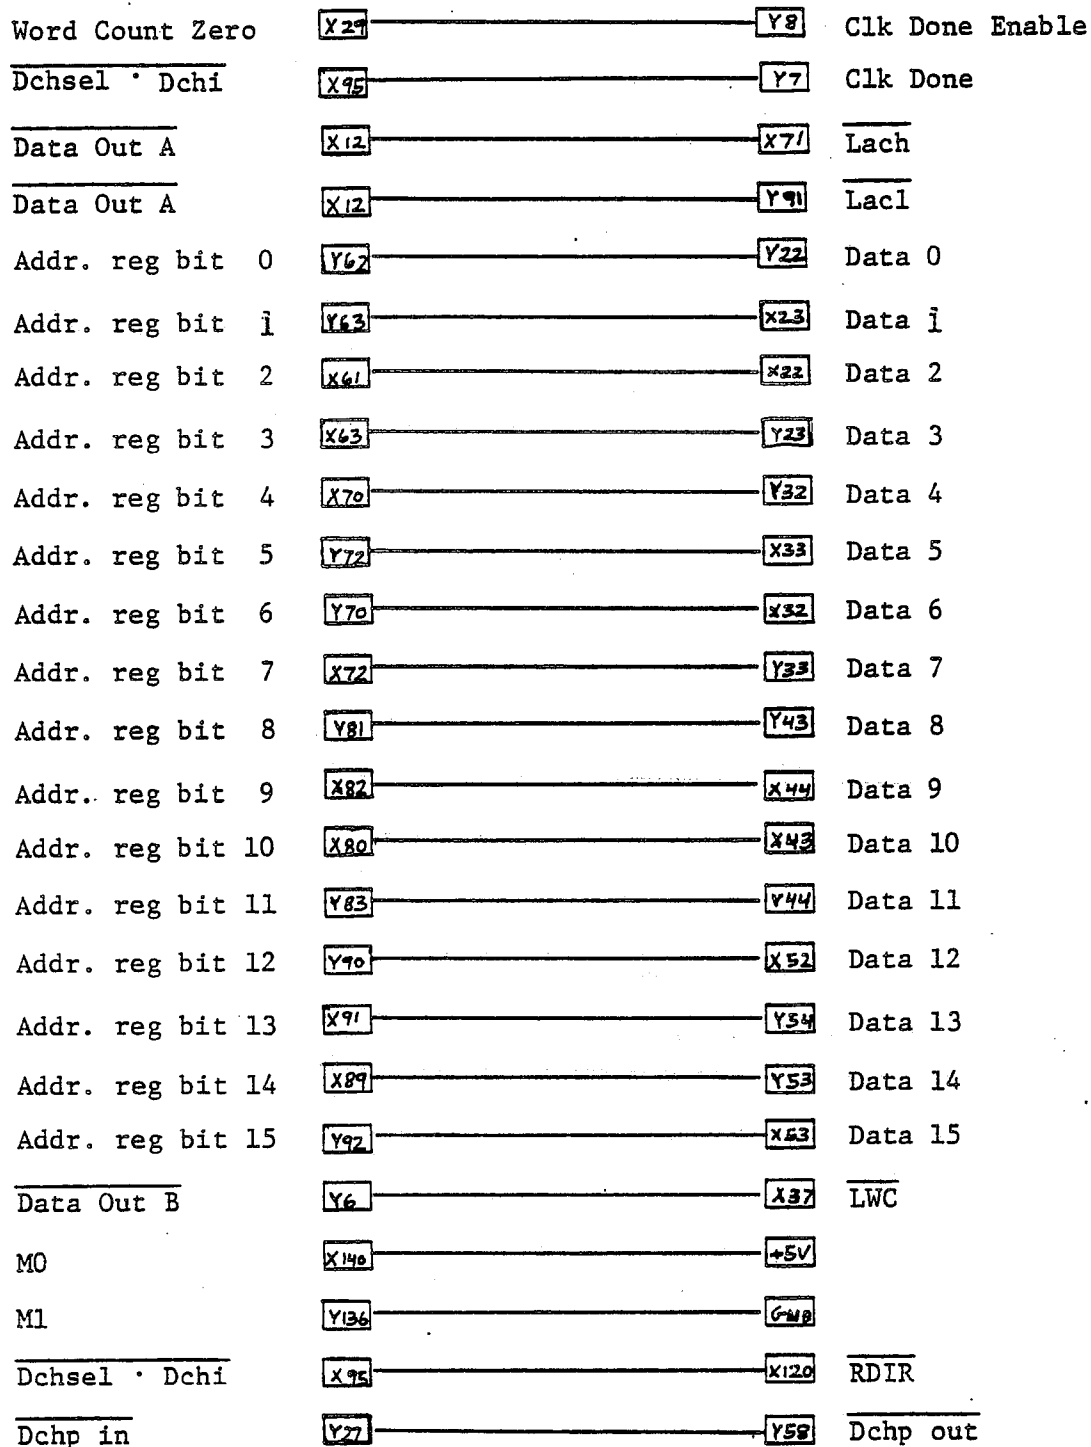 Word Count Zero X29 Y8 Clk Done Enable
Dchsel · Dchi X95 Y7 Clk Done
Data Out A X12 X71 Lach
Data Out A X12 Y91 Lacl
Addr. reg bit 0 Y62 Y22 Data 0
Addr. reg bit 1 Y63 X23 Data 1
Addr. reg bit 2 X61 X22 Data 2
Addr. reg bit 3 X63 Y23 Data 3
Addr. reg bit 4 X70 Y32 Data 4
Addr. reg bit 5 Y72 X33 Data 5
Addr. reg bit 6 Y70 X32 Data 6
Addr. reg bit 7 X72 Y33 Data 7
Addr. reg bit 8 Y81 Y43 Data 8
Addr. reg bit 9 X82 X44 Data 9
Addr. reg bit 10 X80 X43 Data 10
Addr. reg bit 11 Y83 Y44 Data 11
Addr. reg bit 12 Y90 X52 Data 12
Addr. reg bit 13 X91 Y54 Data 13
Addr. reg bit 14 X89 Y53 Data 14
Addr. reg bit 15 Y92 X53 Data 15
Data Out B Y6 X37 LWC
M0 X140 +5V
M1 Y136 GND
Dchsel · Dchi X95 X120 RDIR
Dchp in Y27 Y58 Dchp out